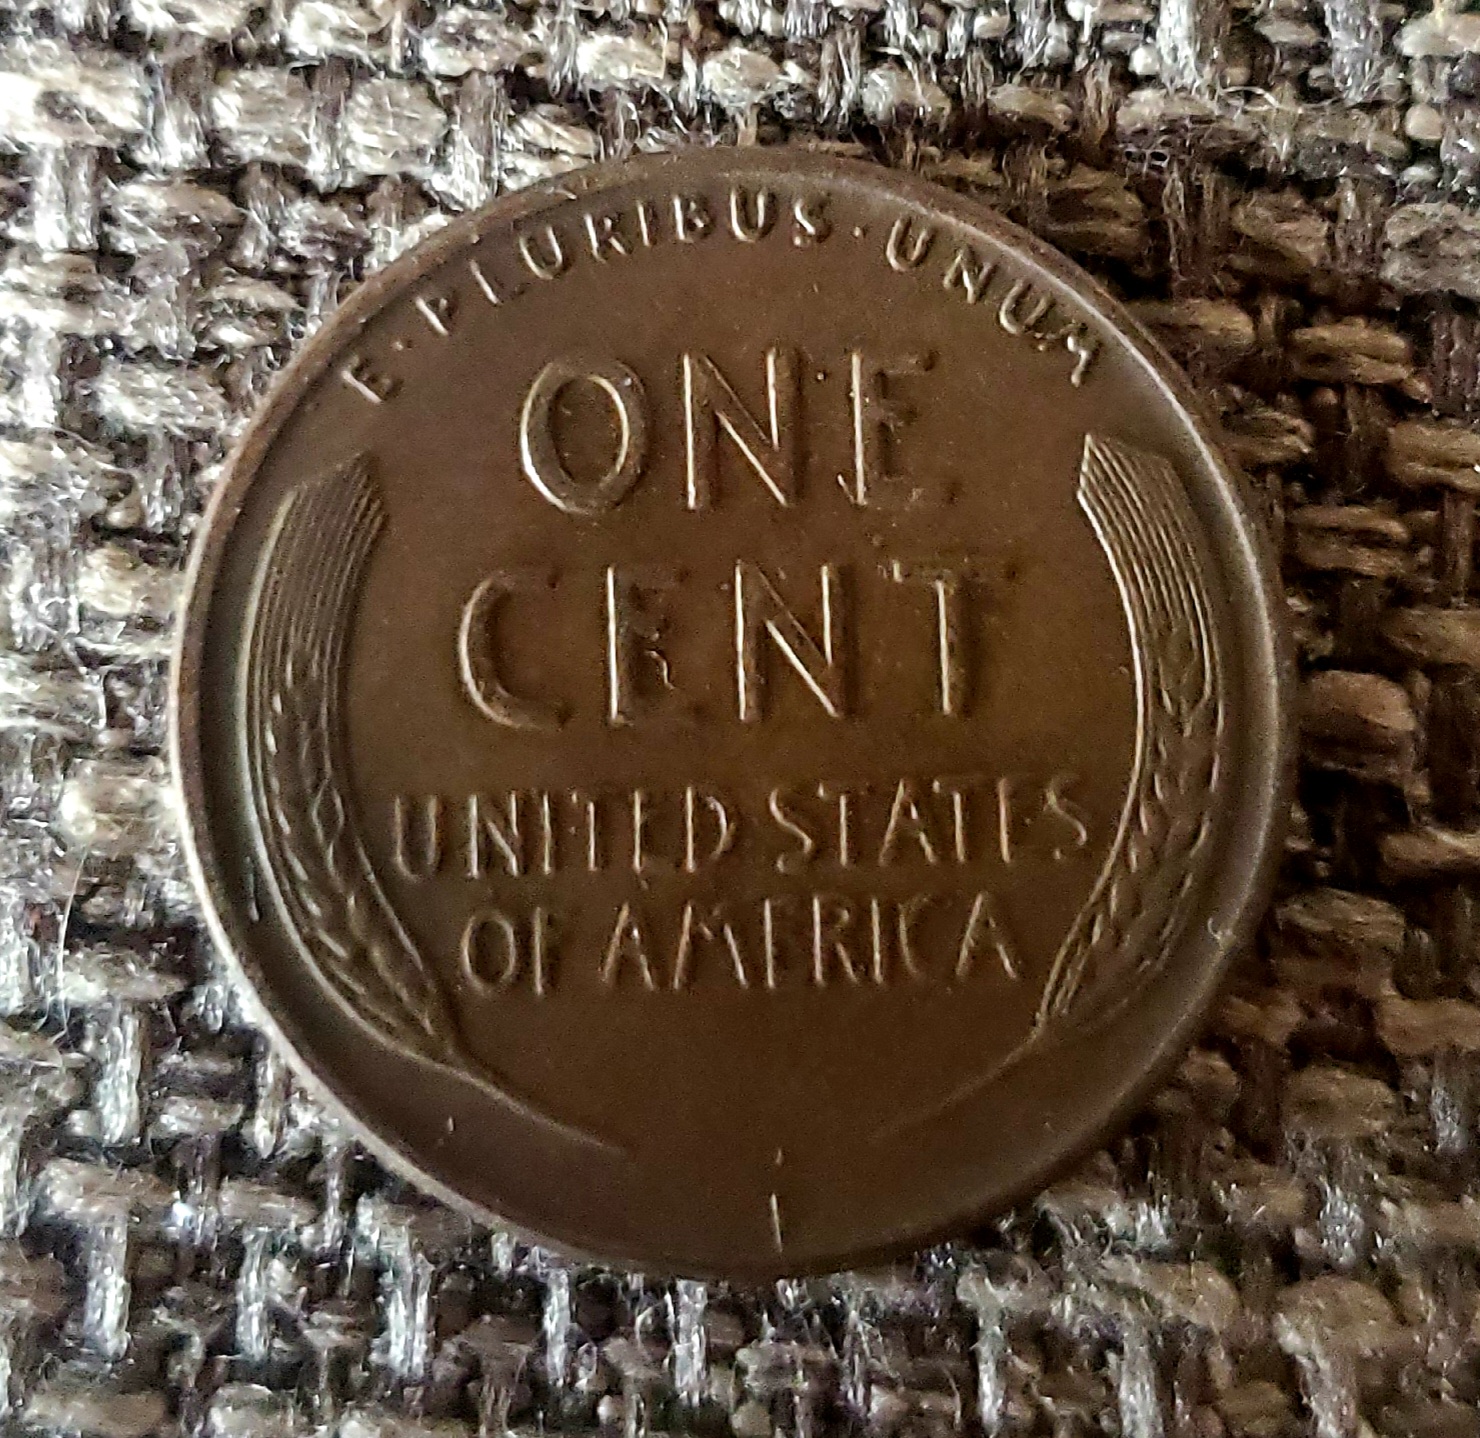 E · PLURIBUS · UNUM
ONE
CENT
UNITED STATES
OF AMERICA